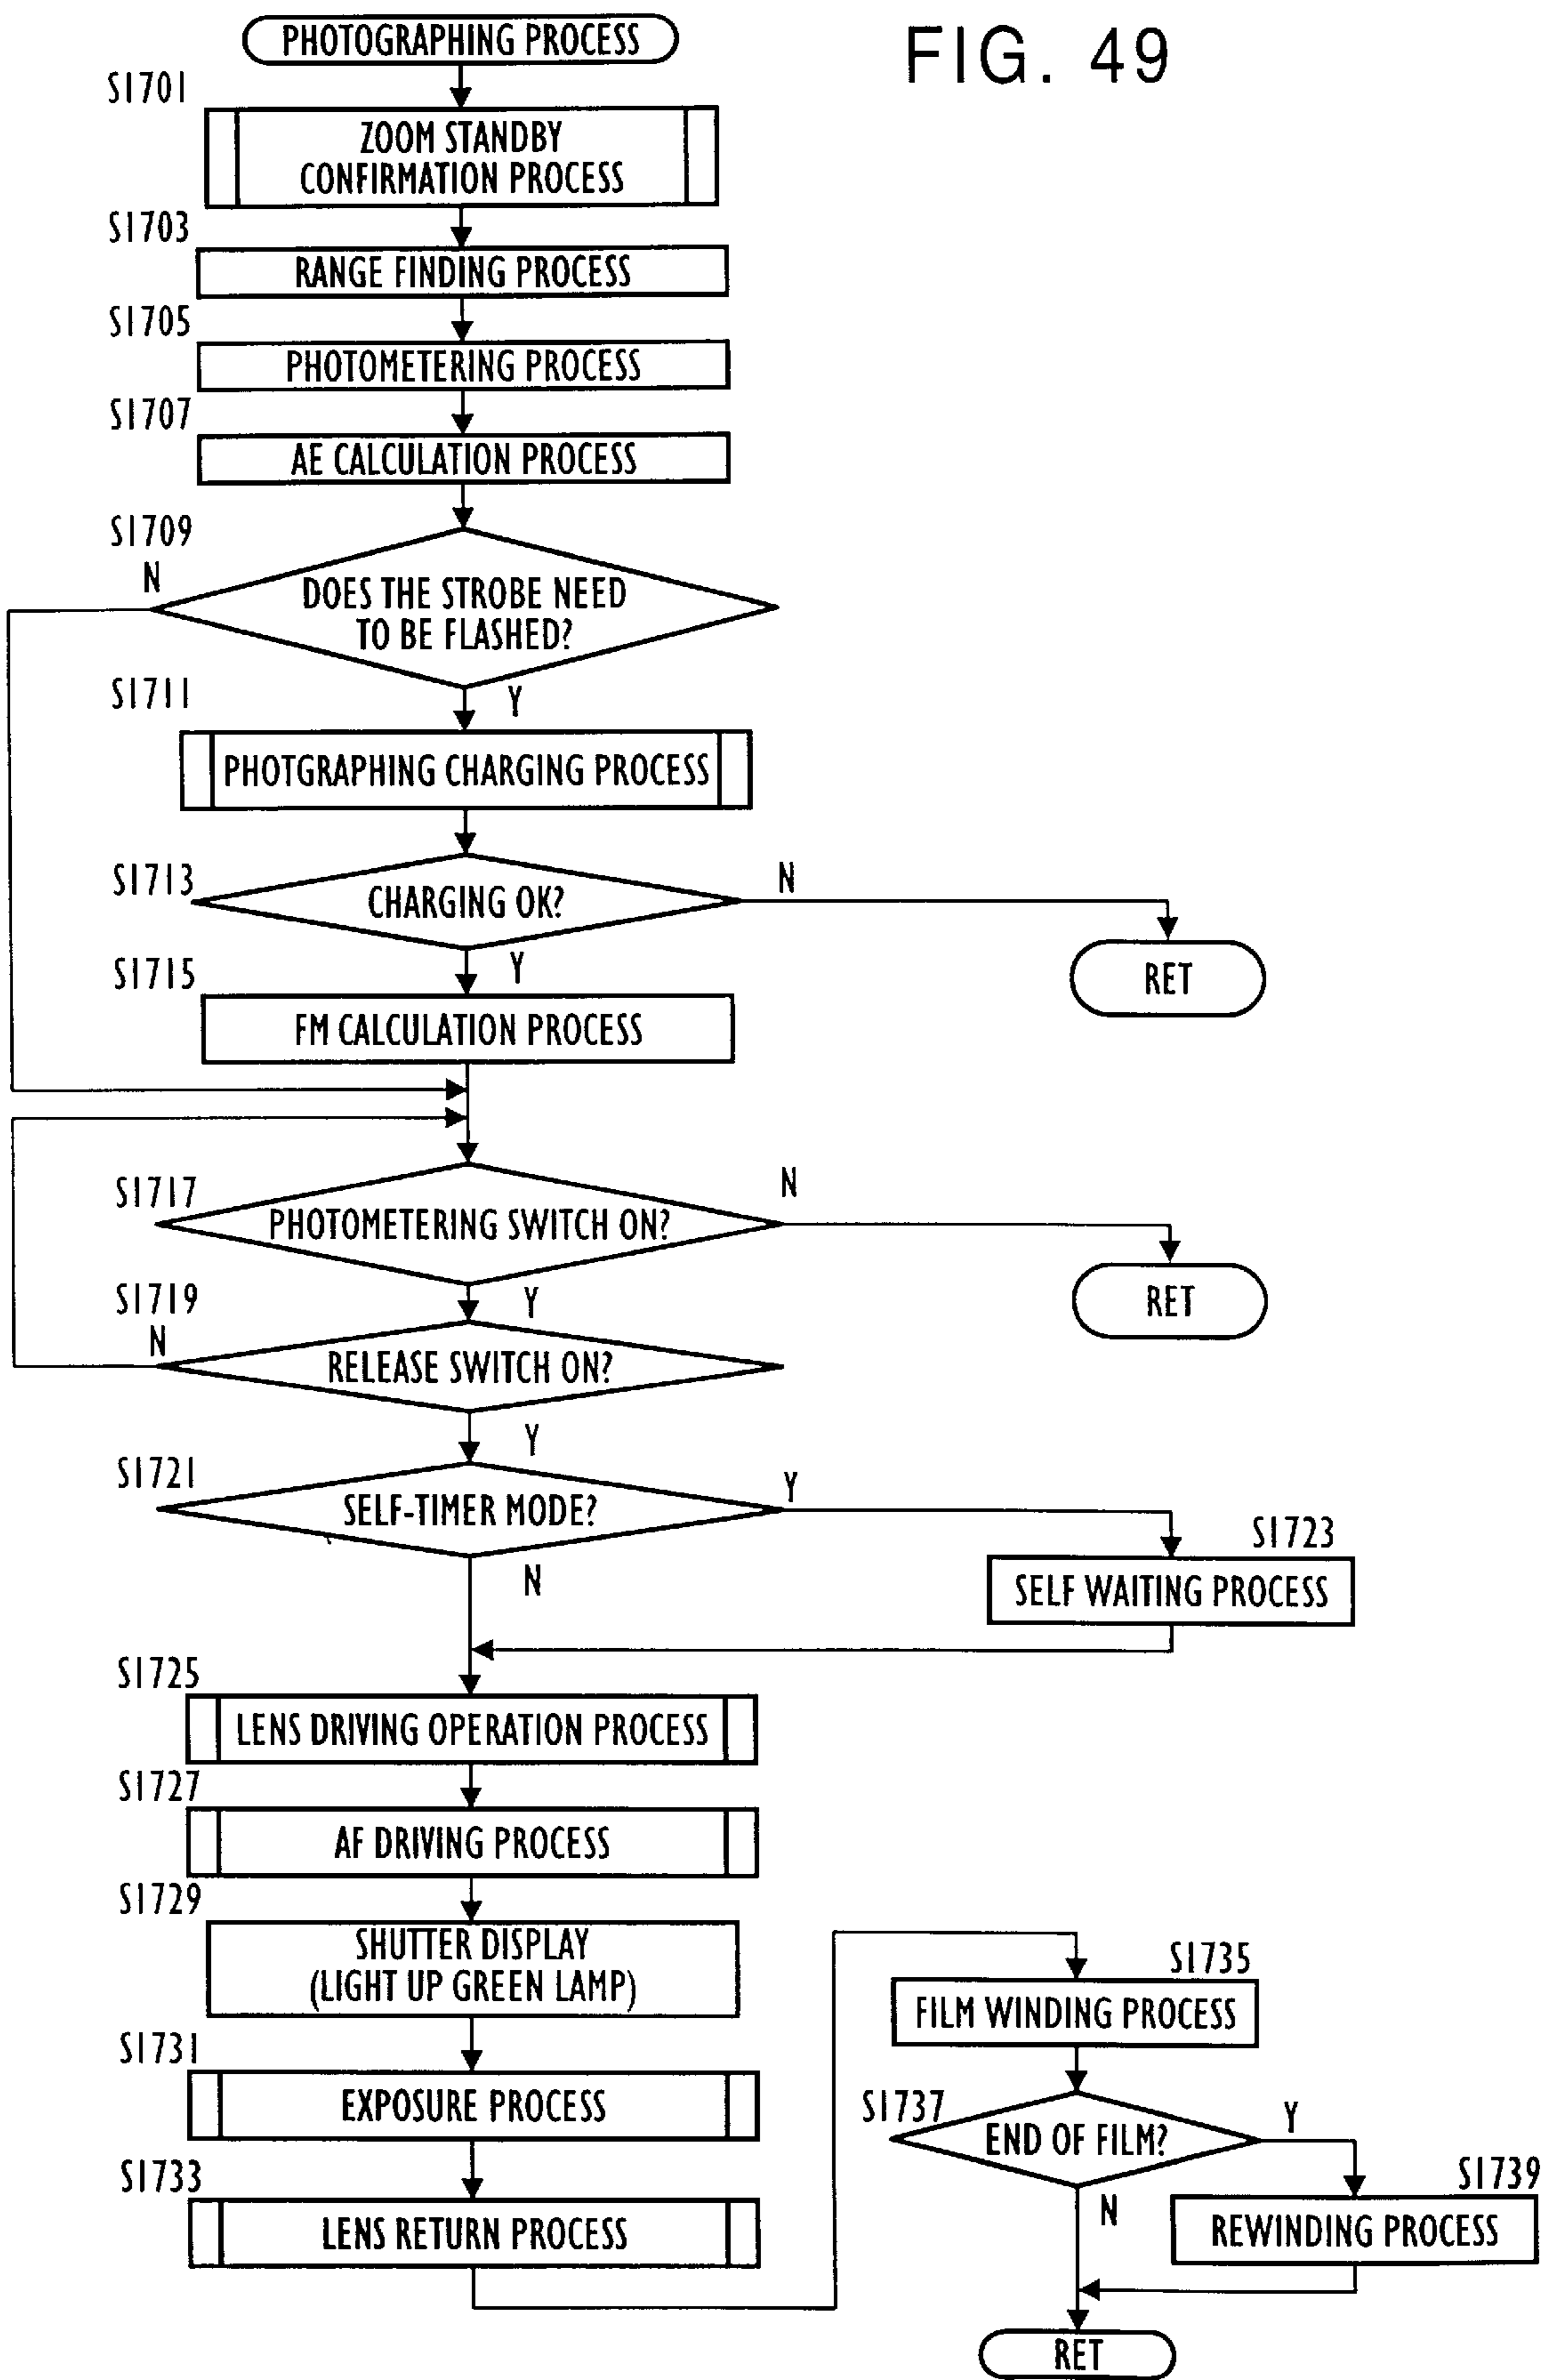 FIG. 49
PHOTOGRAPHING PROCESS
S1701
ZOOM STANDBY
CONFIRMATION PROCESS
S1703
RANGE FINDING PROCESS
S1705
PHOTOMETERING PROCESS
S1707
AE CALCULATION PROCESS
S1709
N
DOES THE STROBE NEED
TO BE FLASHED?
Y
S1711
PHOTGRAPHING CHARGING PROCESS
S1713
CHARGING OK?
N
RET
Y
S1715
FM CALCULATION PROCESS
S1717
PHOTOMETERING SWITCH ON?
N
RET
Y
S1719
N
RELEASE SWITCH ON?
Y
S1721
SELF-TIMER MODE?
Y
S1723
SELF WAITING PROCESS
N
S1725
LENS DRIVING OPERATION PROCESS
S1727
AF DRIVING PROCESS
S1729
SHUTTER DISPLAY
(LIGHT UP GREEN LAMP)
S1731
EXPOSURE PROCESS
S1733
LENS RETURN PROCESS
S1735
FILM WINDING PROCESS
S1737
END OF FILM?
Y
S1739
REWINDING PROCESS
N
RET